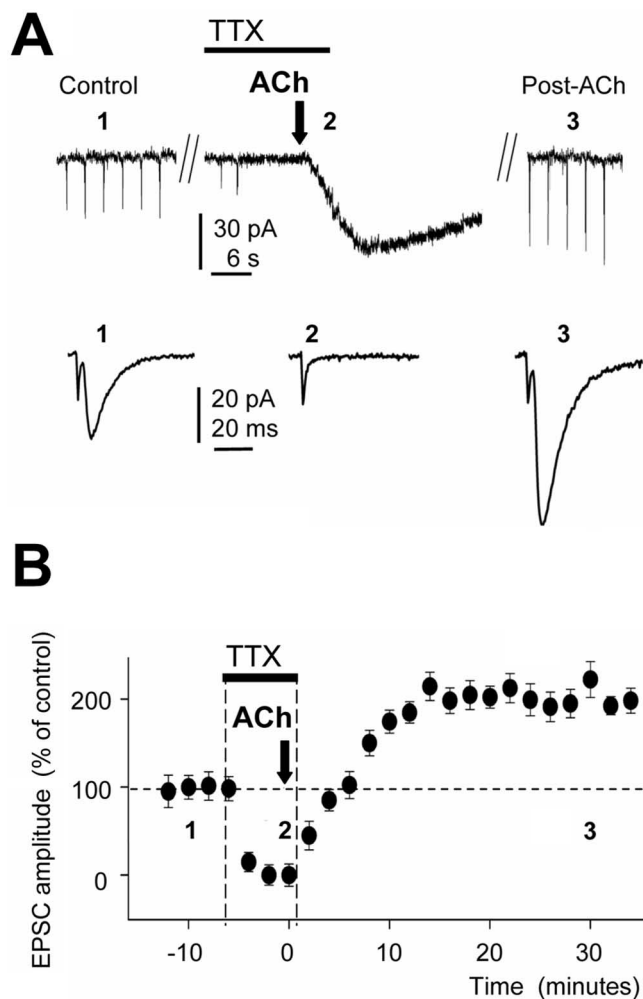 A
TTX
Control
ACh
Post-ACh
1
2
3
30 pA
6 s
1
2
3
20 pA
20 ms
B
EPSC amplitude (% of control)
TTX
ACh
200
100
1
2
3
0
-10
0
10
20
30
Time (minutes)